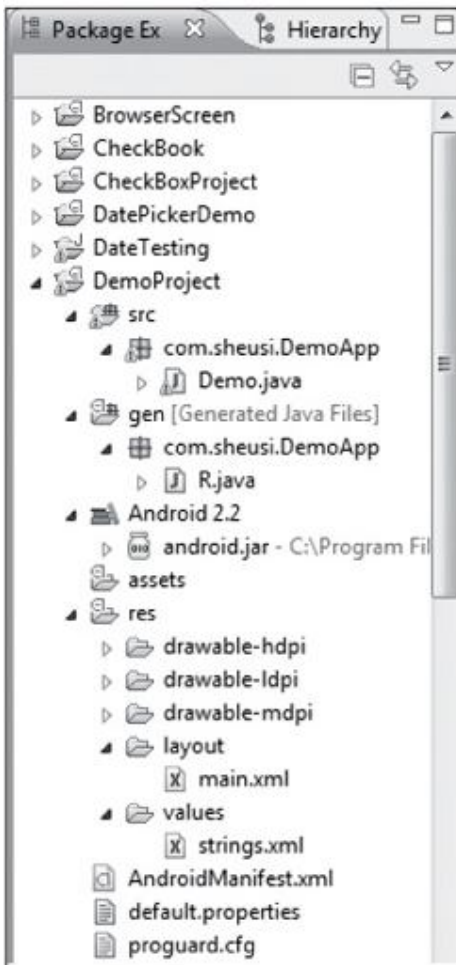 Package Ex
Hierarchy
BrowserScreen
CheckBook
CheckBoxProject
DatePickerDemo
DateTesting
DemoProject
src
com.sheusi.DemoApp
Demo.java
gen [Generated Java Files]
com.sheusi.DemoApp
R.java
Android 2.2
android.jar - C:\Program Fil
assets
res
drawable-hdpi
drawable-ldpi
drawable-mdpi
layout
main.xml
values
strings.xml
AndroidManifest.xml
default.properties
proguard.cfg